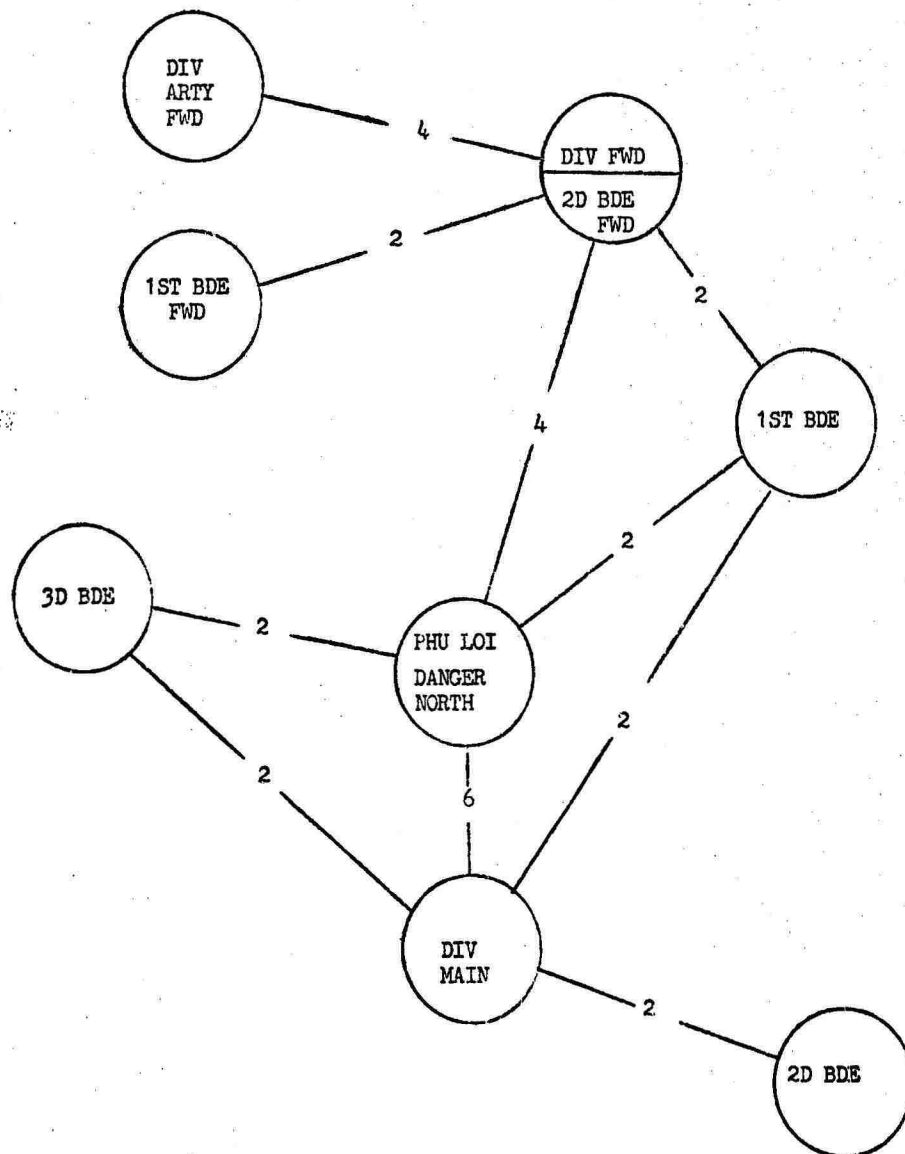 DIV
ARTY
FWD
4
DIV FWD
2D BDE
FWD
2
1ST BDE
FWD
2
4
1ST BDE
2
3D BDE
2
PHU LOI
DANGER
NORTH
2
2
6
DIV
MAIN
2
2D BDE